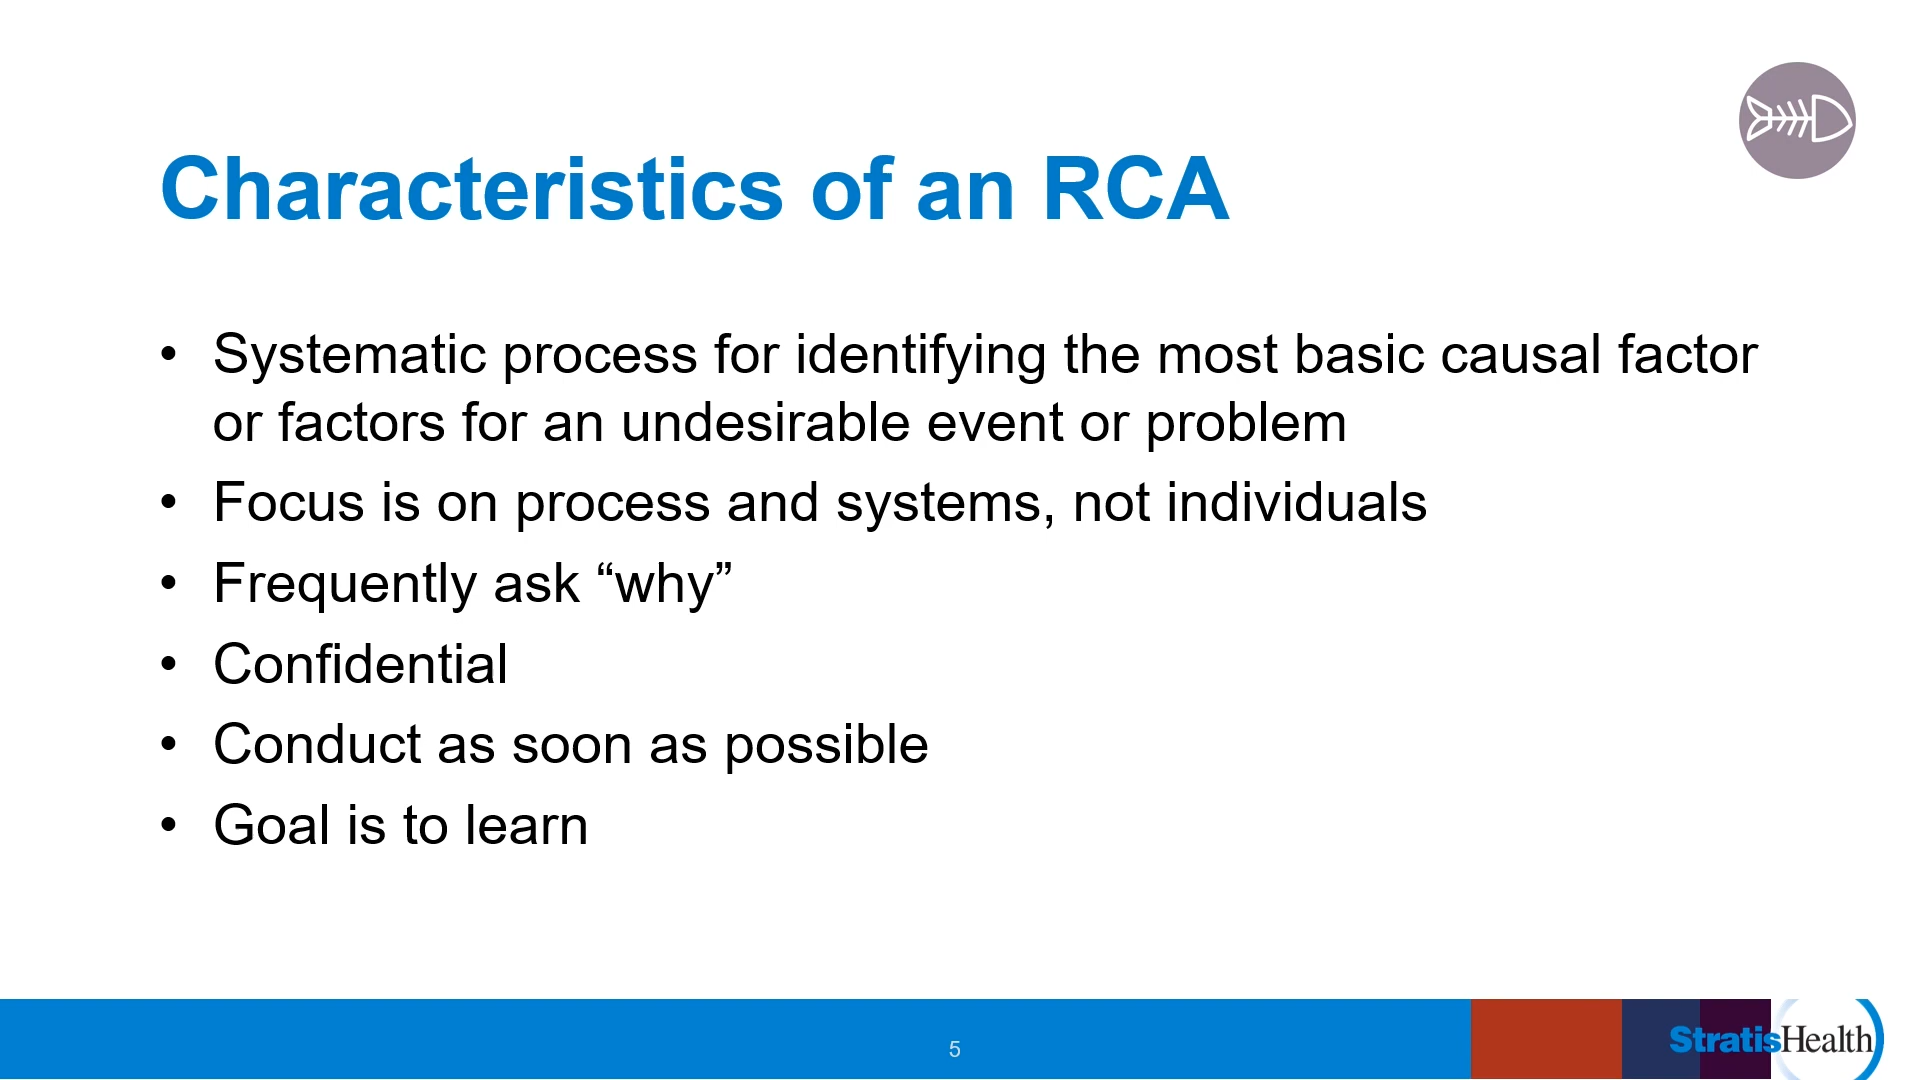 Characteristics of an RCA
• Systematic process for identifying the most basic causal factor
or factors for an undesirable event or problem
• Focus is on process and systems, not individuals
• Frequently ask “why”
• Confidential
• Conduct as soon as possible
• Goal is to learn
5
StratisHealth